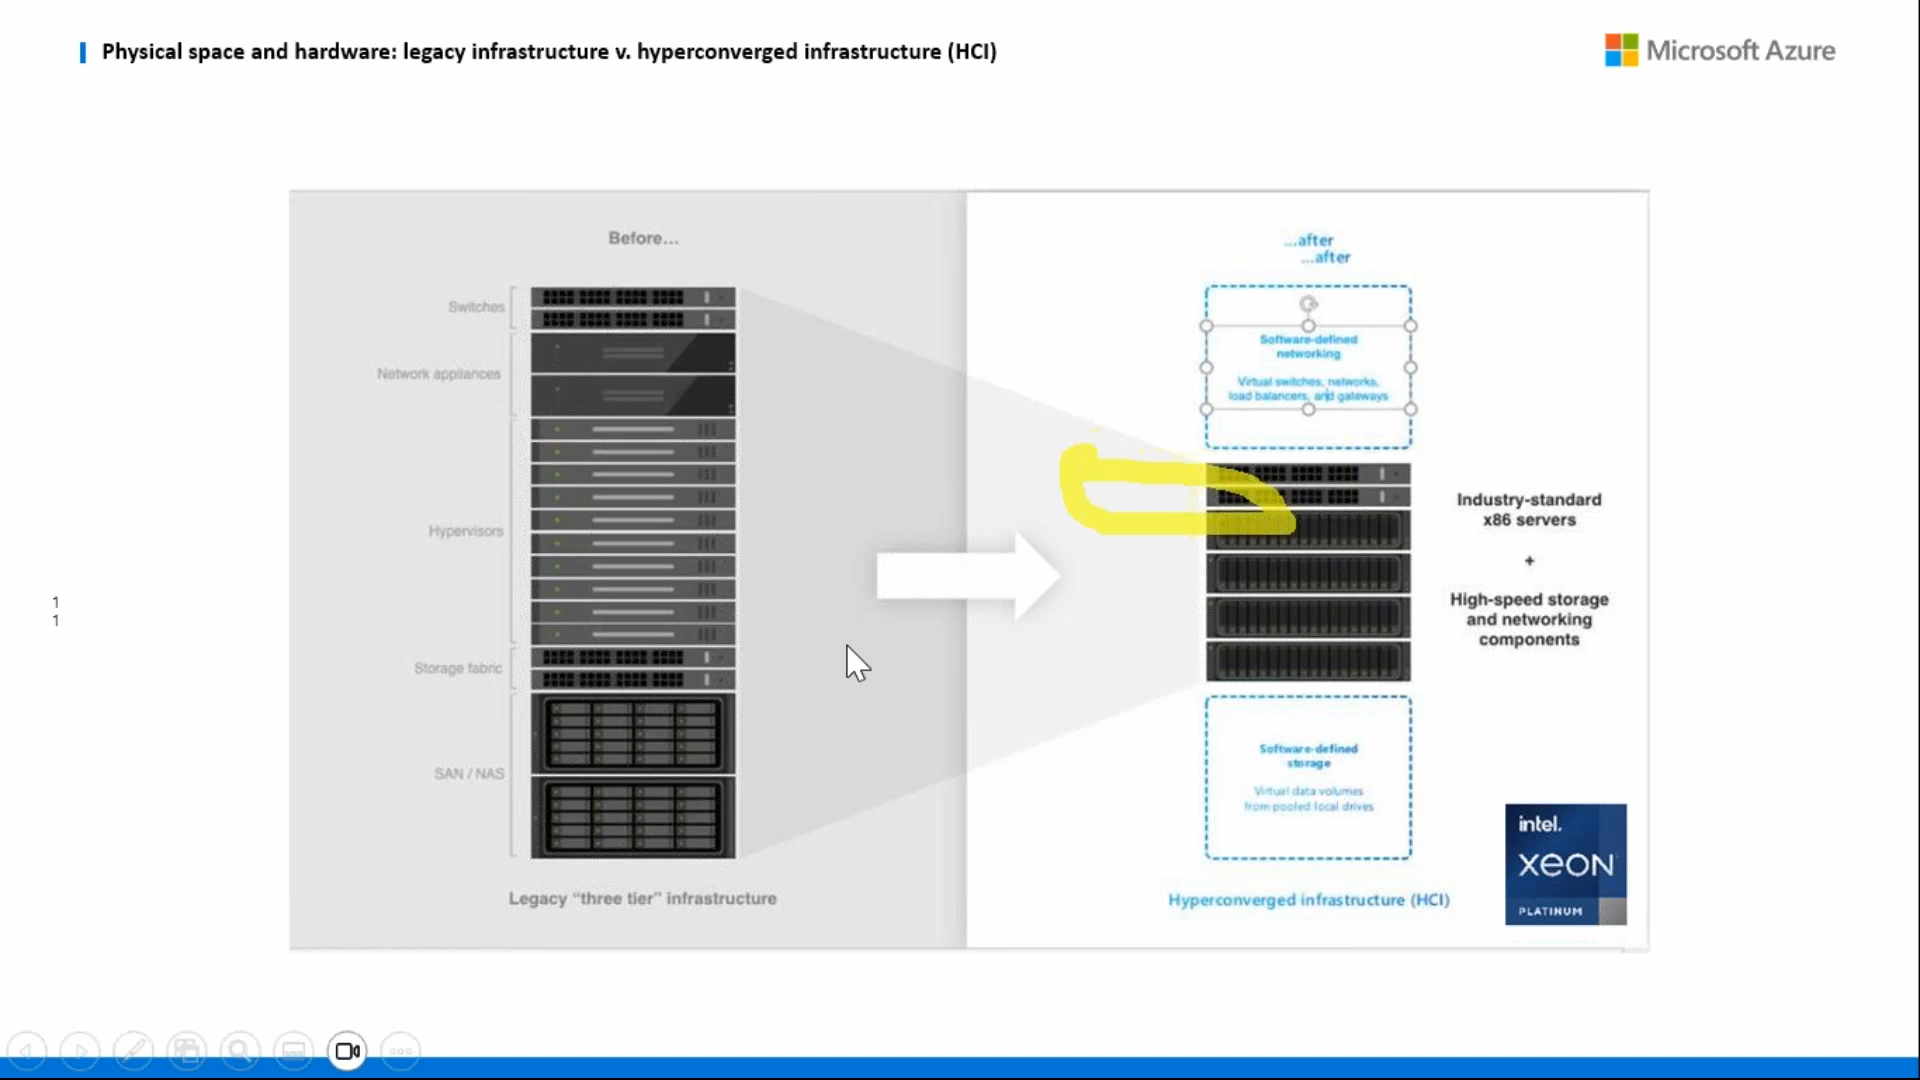 Physical space and hardware: legacy infrastructure v. hyperconverged infrastructure (HCI)
Microsoft Azure
Before...
Switches
Network appliances
Hypervisors
Storage fabric
SAN / NAS
Legacy “three tier” infrastructure
...after
...after
Software-defined
networking
Virtual switches, networks,
load balancers, and gateways
Industry-standard
x86 servers
+
High-speed storage
and networking
components
Software-defined
storage
Virtual data volumes
from pooled local drives
Hyperconverged infrastructure (HCI)
intel.
xeon
PLATINUM
1
1